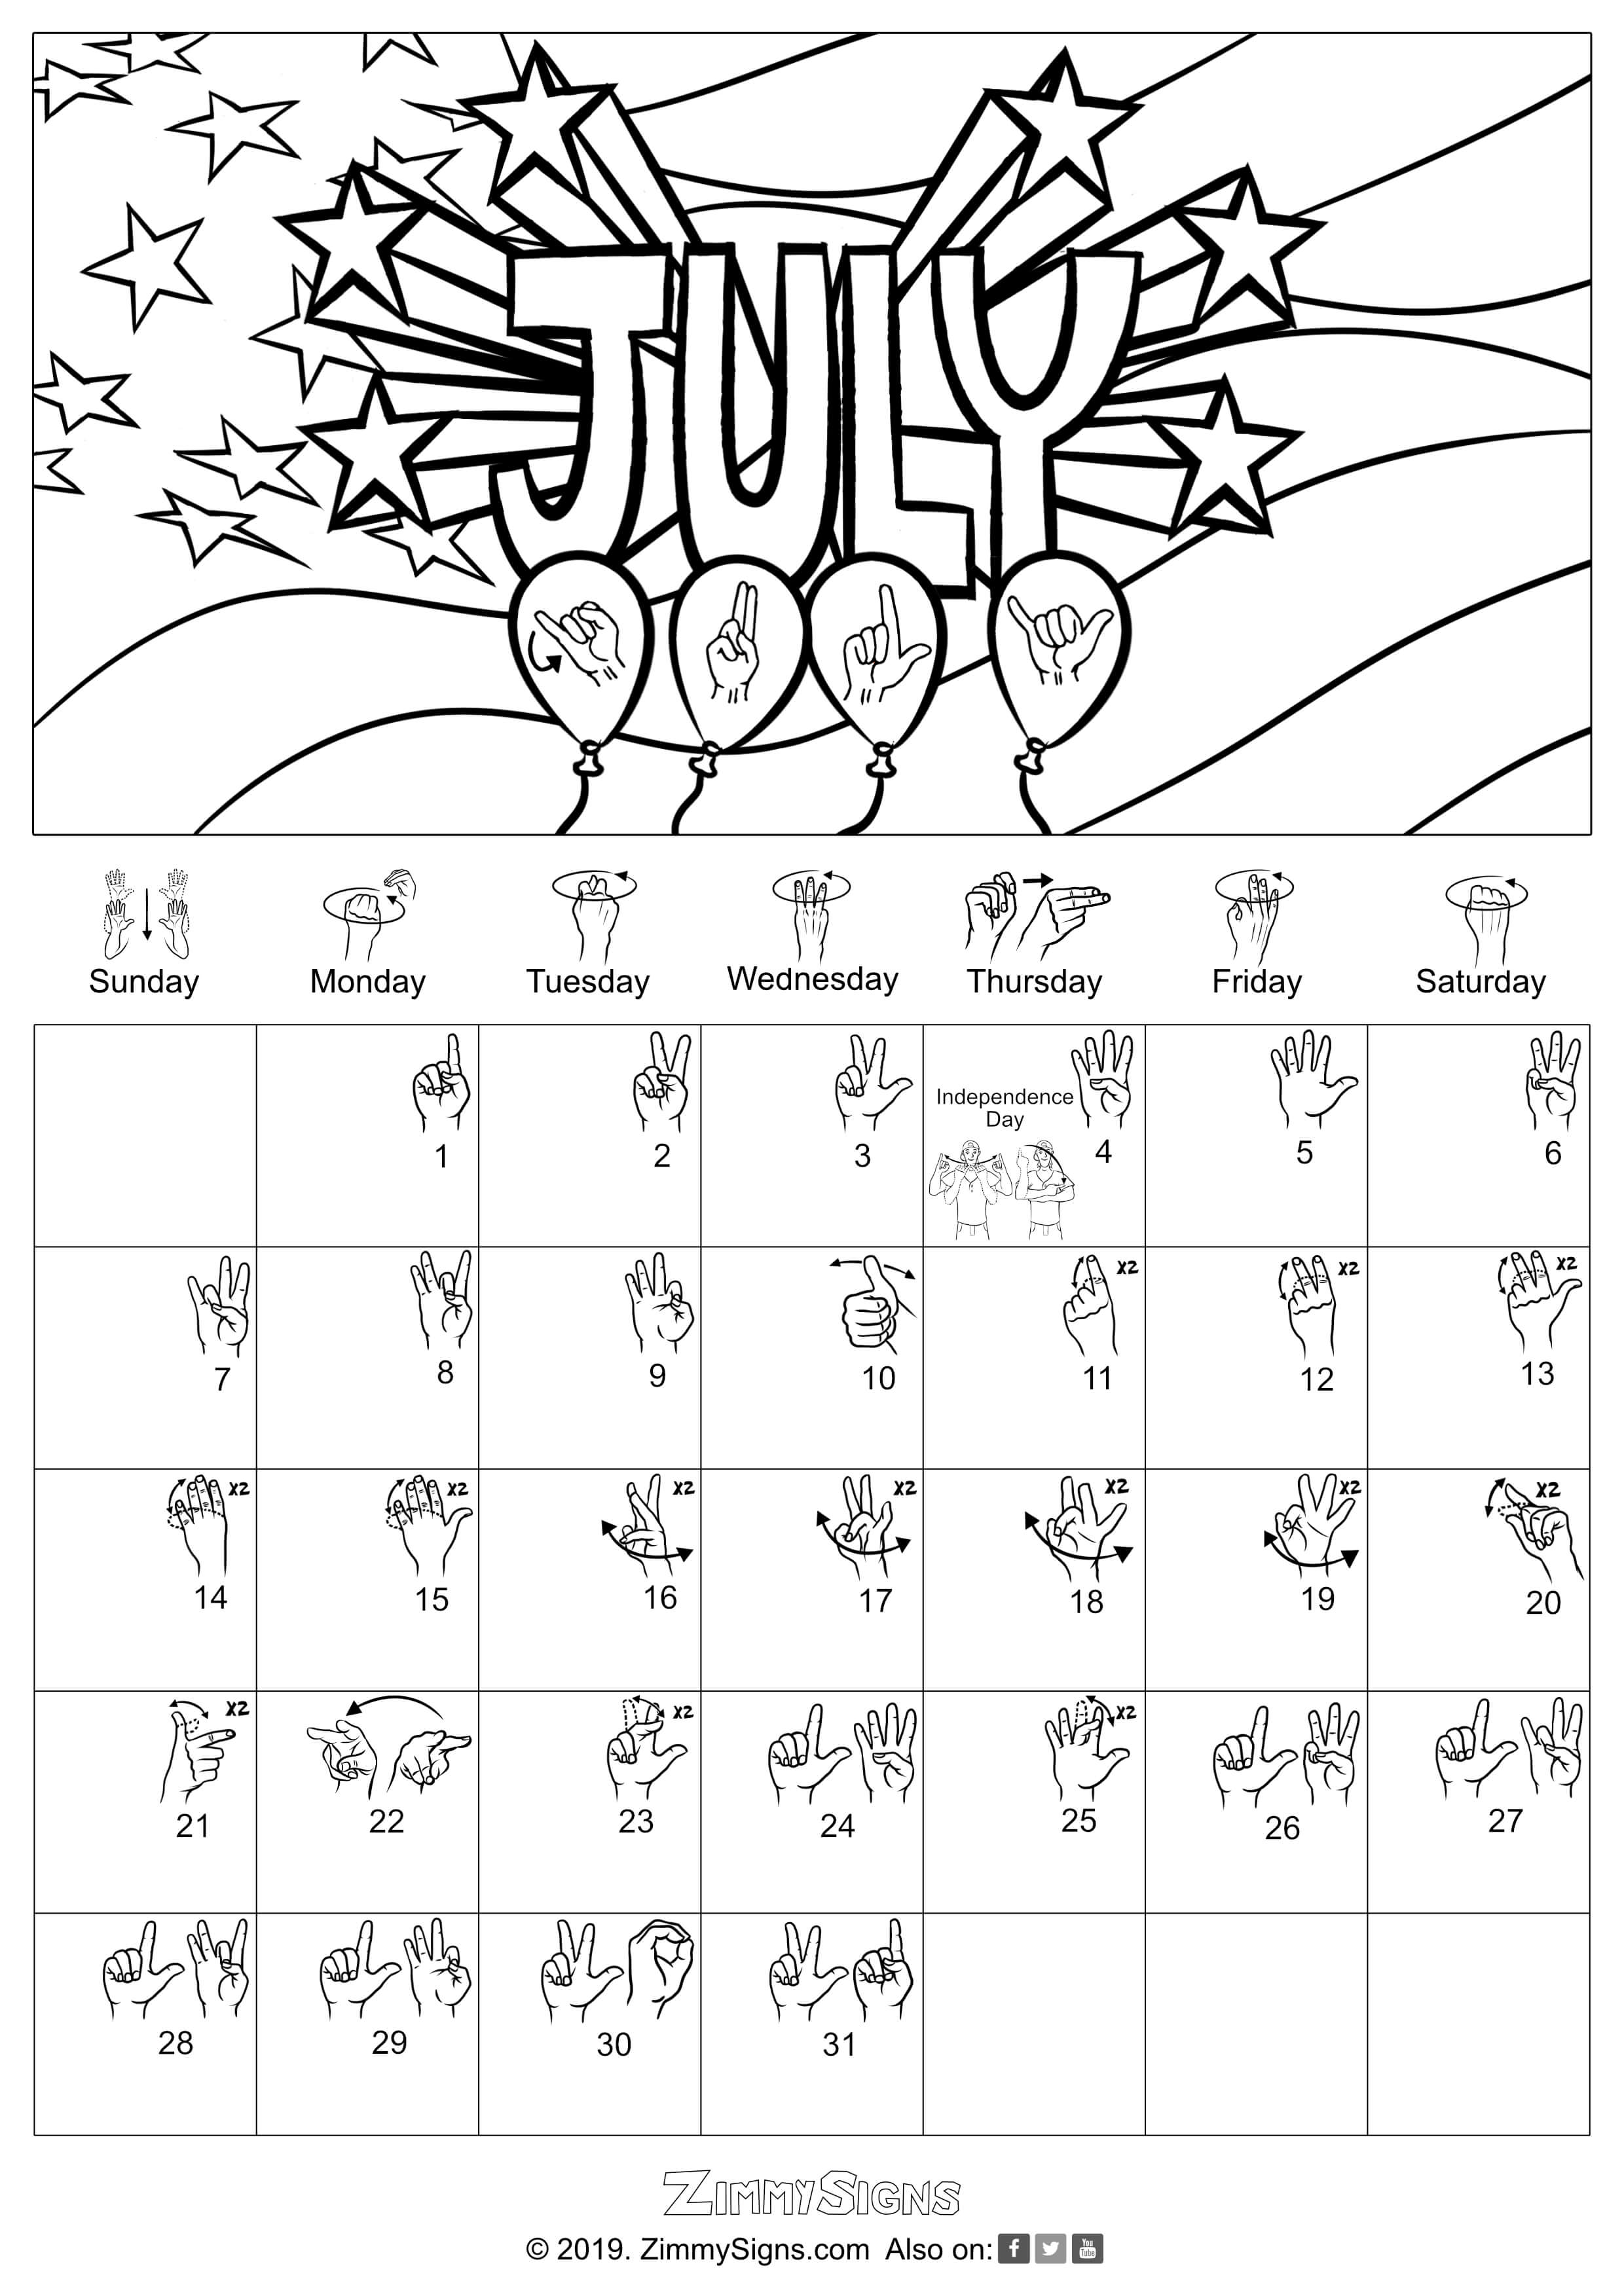 JULY
Sunday Monday Tuesday Wednesday Thursday Friday Saturday
Independence
Day
1 2 3 4 5 6
X2 X2 X2
7 8 9 10 11 12 13
X2 X2 X2 X2 X2 X2 X2
14 15 16 17 18 19 20
X2 X2 X2
21 22 23 24 25 26 27
28 29 30 31
ZIMMYSIGNS
© 2019. ZimmySigns.com Also on: f You Tube